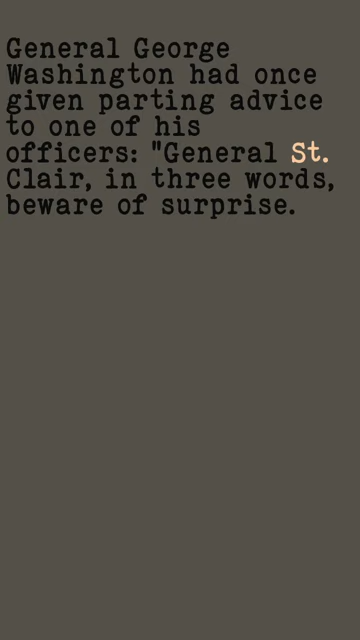 General George
Washington had once
given parting advice
to one of his
officers: "General St.
Clair, in three words,
beware of surprise.